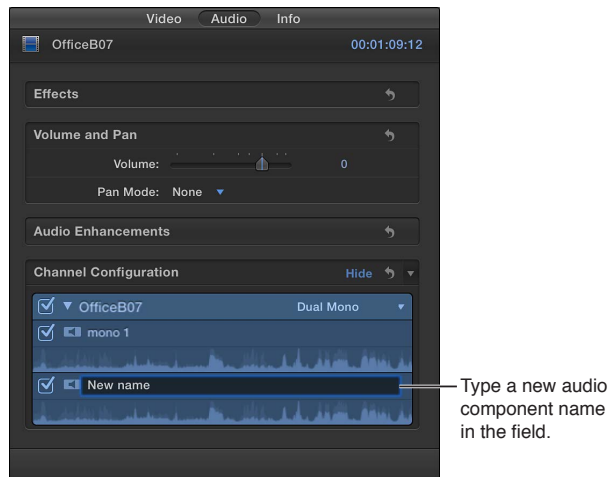 Video Audio Info
OfficeB07 00:01:09:12
Effects
Volume and Pan
Volume: 0
Pan Mode: None
Audio Enhancements
Channel Configuration Hide
OfficeB07 Dual Mono
mono 1
New name
Type a new audio
component name
in the field.